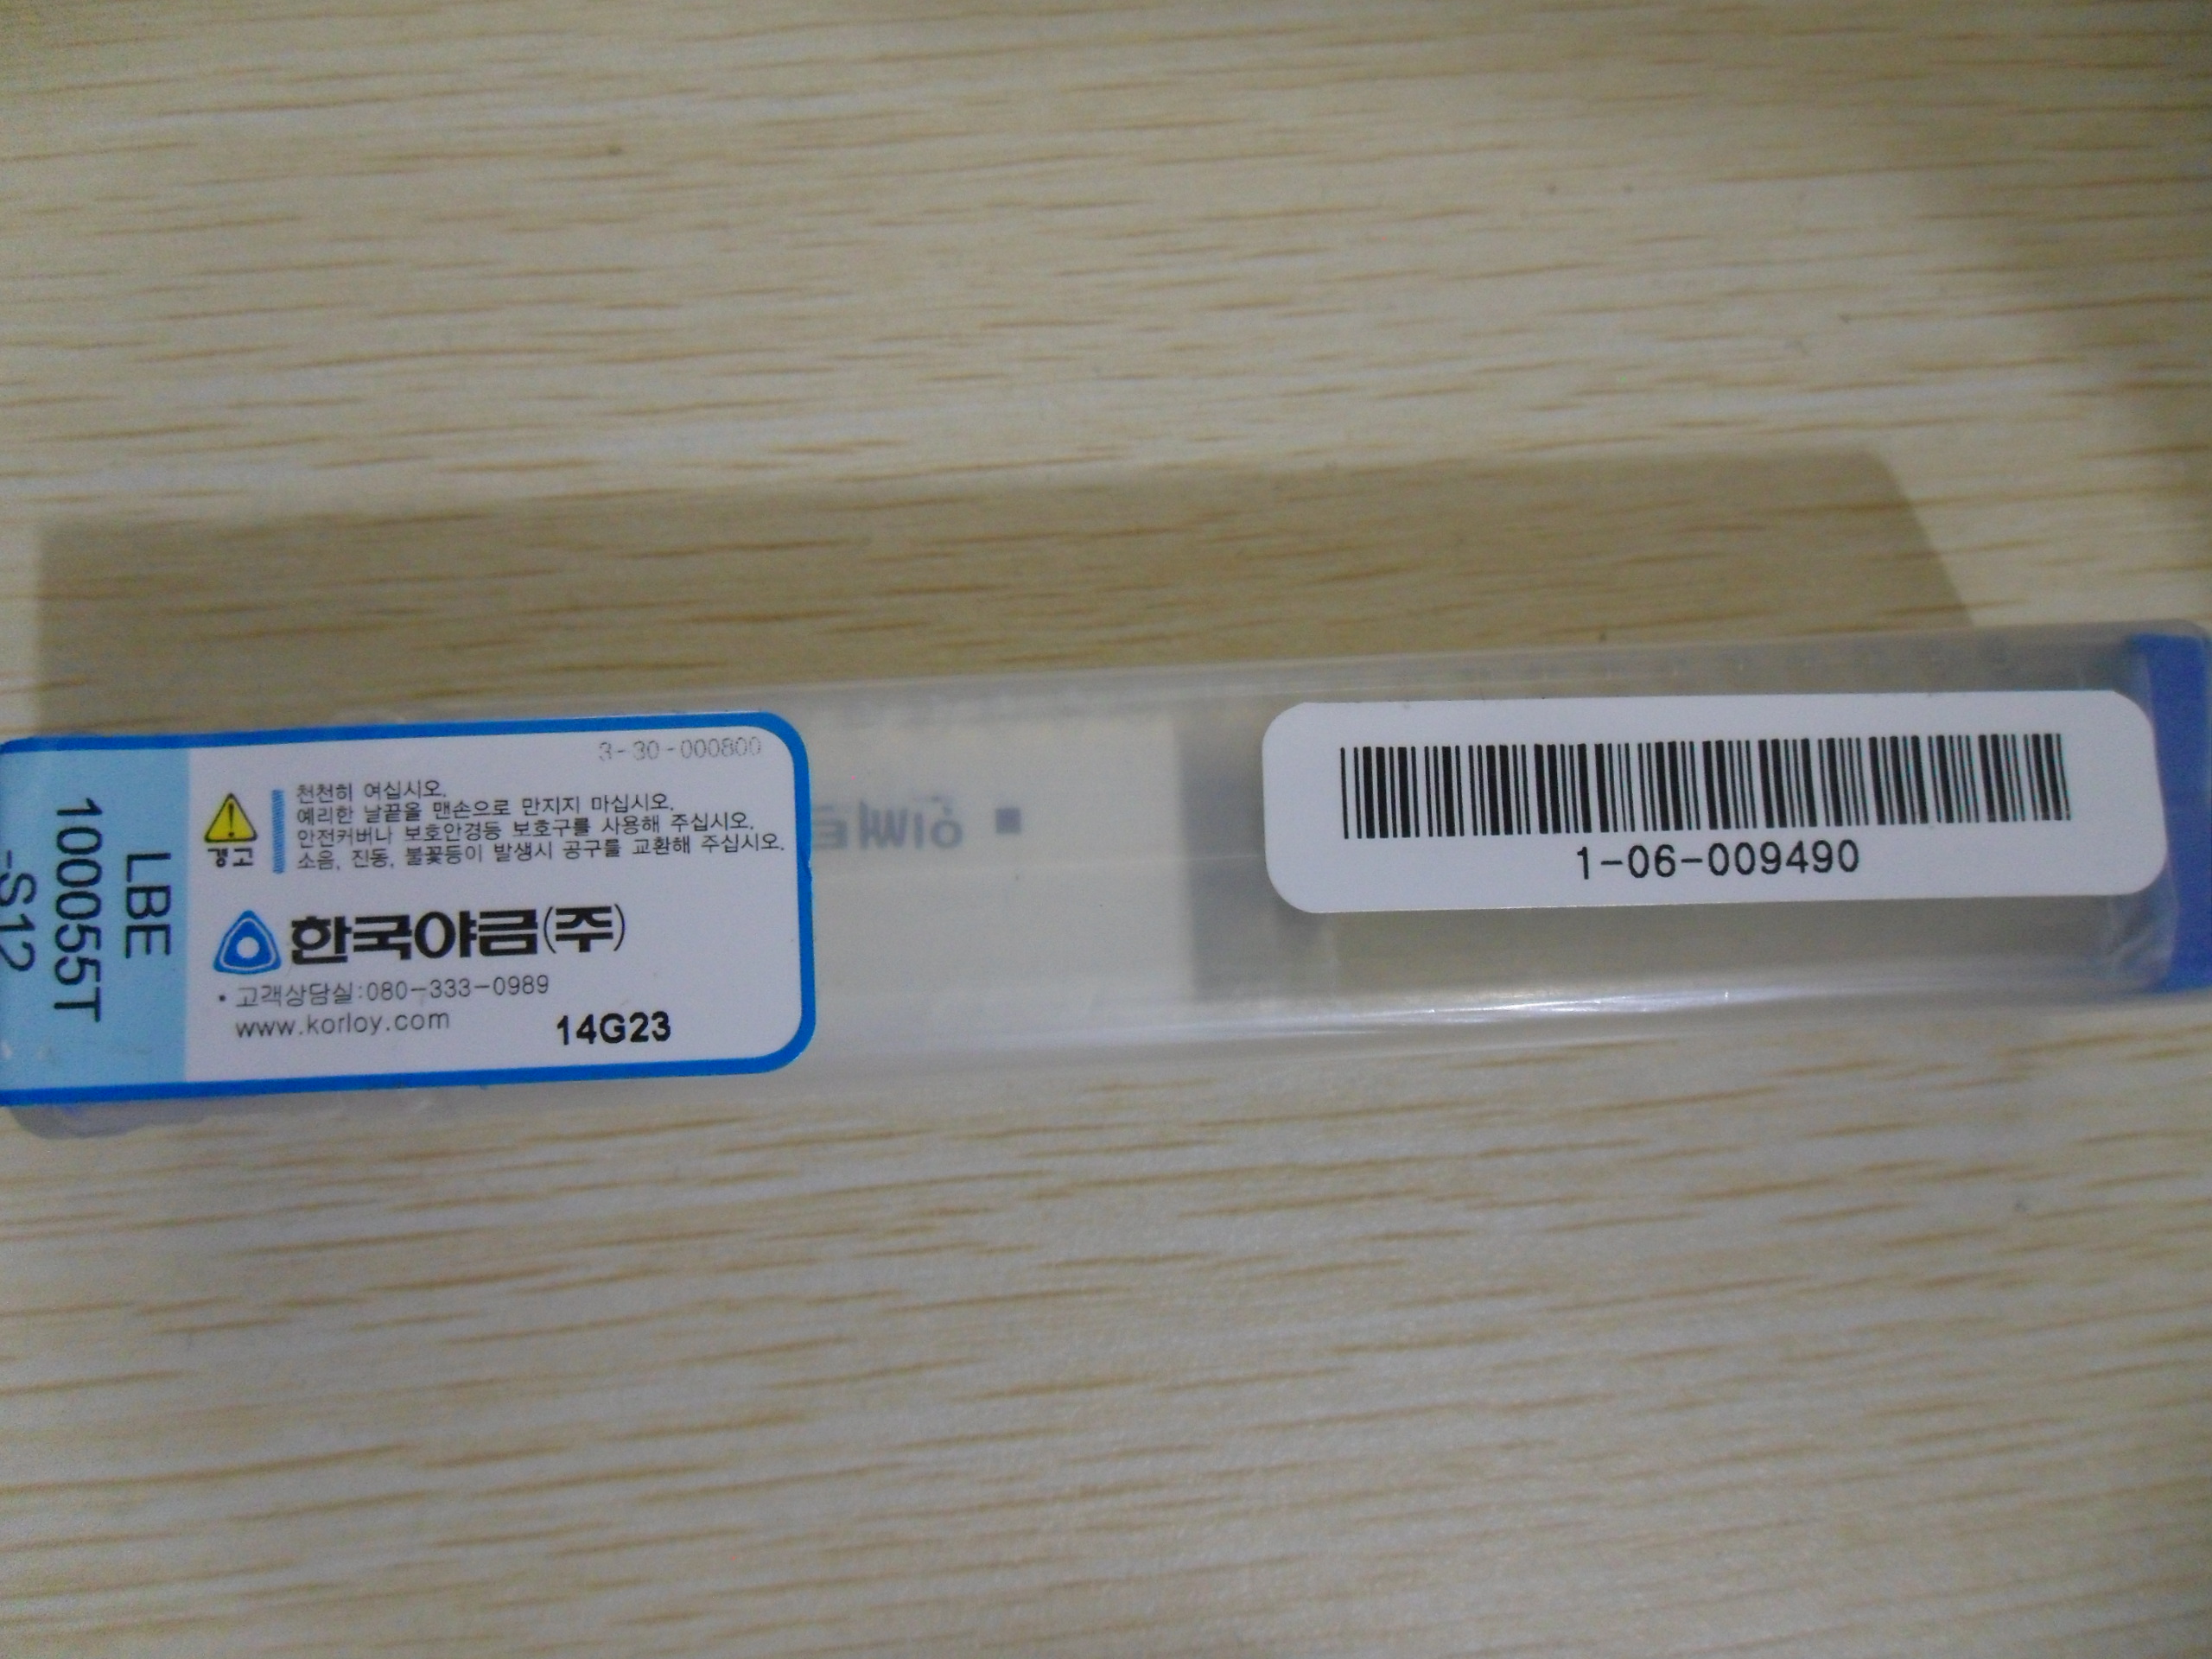 LBE
100055T
-S12
3-30-000800
경고
천천히 여십시오.
예리한 날끝을 맨손으로 만지지 마십시오.
안전커버나 보호안경등 보호구를 사용해 주십시오.
소음, 진동, 불꽃등이 발생시 공구를 교환해 주십시오.
한국야금(주)
• 고객상담실:080-333-0989
www.korloy.com
14G23
1-06-009490